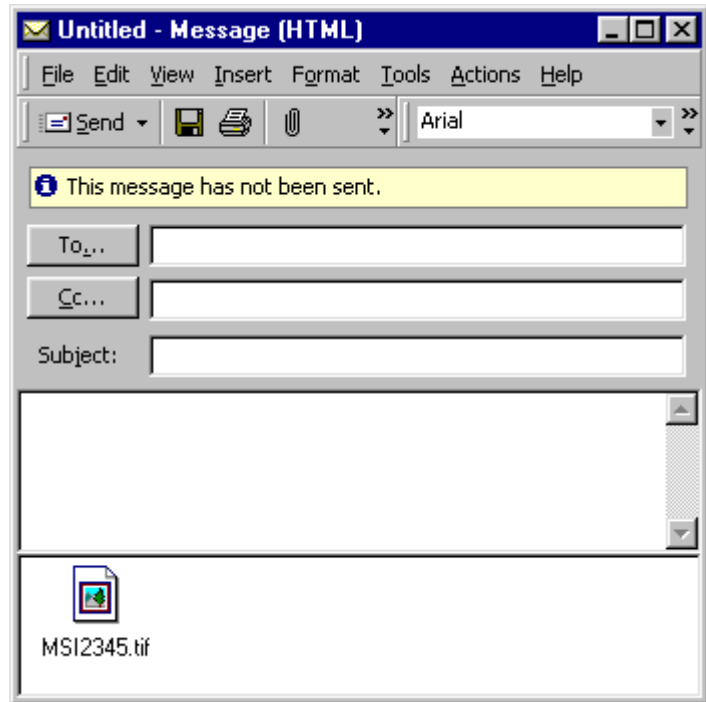 Untitled - Message (HTML)
File Edit View Insert Format Tools Actions Help
Send Arial
This message has not been sent.
To...
Cc...
Subject:
MSI2345.tif